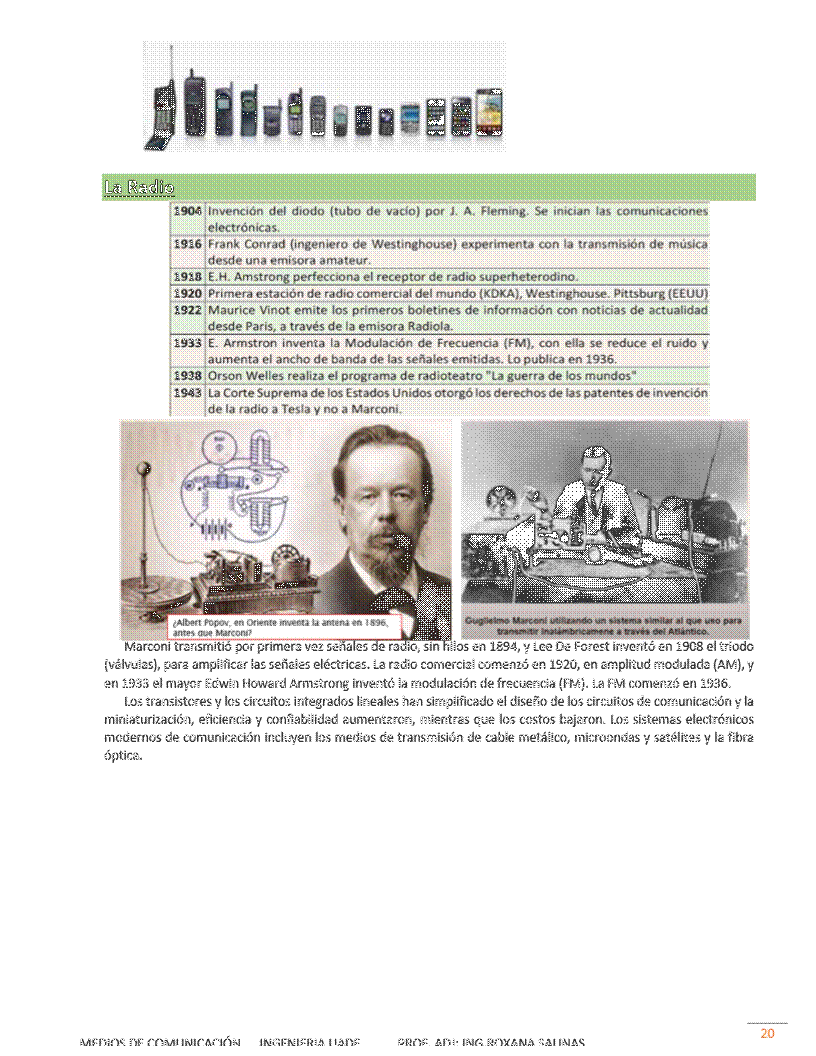 La Radio
1904 Invención del diodo (tubo de vacío) por J. A. Fleming. Se inician las comunicaciones
electrónicas.
1916 Frank Conrad (ingeniero de Westinghouse) experimenta con la transmisión de música
desde una emisora amateur.
1918 E.H. Amstrong perfecciona el receptor de radio superheterodino.
1920 Primera estación de radio comercial del mundo (KDKA), Westinghouse. Pittsburg (EEUU)
1922 Maurice Vinot emite los primeros boletines de información con noticias de actualidad
desde Paris, a través de la emisora Radiola.
1933 E. Armstron inventa la Modulación de Frecuencia (FM), con ella se reduce el ruido y
aumenta el ancho de banda de las señales emitidas. Lo publica en 1936.
1938 Orson Welles realiza el programa de radioteatro "La guerra de los mundos"
1943 La Corte Suprema de los Estados Unidos otorgó los derechos de las patentes de invención
de la radio a Tesla y no a Marconi.
¿Albert Popov, en Oriente inventa la antena en 1896,
antes que Marconi?
Guglielmo Marconi utilizando un sistema similar al que uso para
transmitir inalámbricamene a través del Atlántico.
Marconi transmitió por primera vez señales de radio, sin hilos en 1894, y Lee De Forest inventó en 1908 el triodo
(válvulas), para amplificar las señales eléctricas. La radio comercial comenzó en 1920, en amplitud modulada (AM), y
en 1933 el mayor Edwin Howard Armstrong inventó la modulación de frecuencia (FM). La FM comenzó en 1936.
Los transistores y los circuitos integrados lineales han simplificado el diseño de los circuitos de comunicación y la
miniaturización, eficiencia y confiabilidad aumentaron, mientras que los costos bajaron. Los sistemas electrónicos
modernos de comunicación incluyen los medios de transmisión de cable metálico, microondas y satélites y la fibra
óptica.
20
MEDIOS DE COMUNICACIÓN INGENIERIA UADE PROF. ADJ: ING ROXANA SALINAS